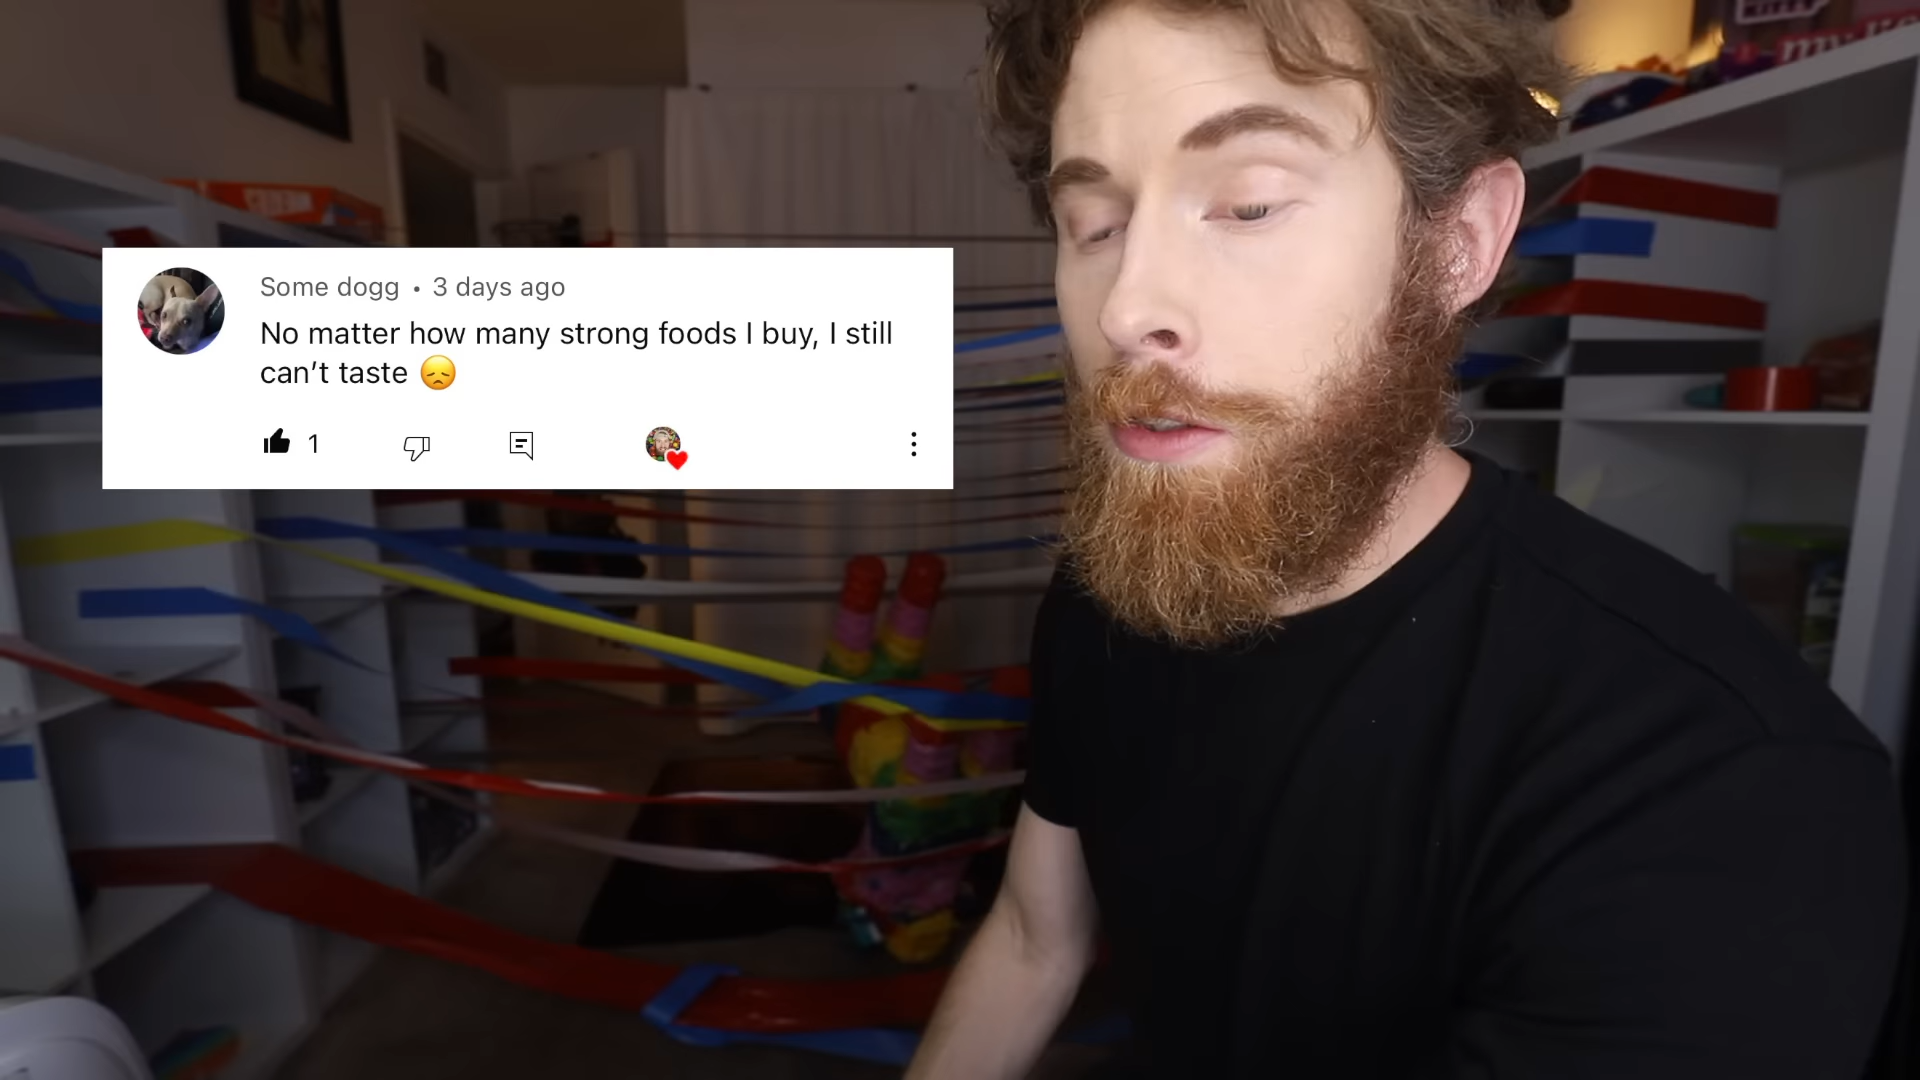 Some dogg • 3 days ago
No matter how many strong foods I buy, I still
can’t taste 😞
1